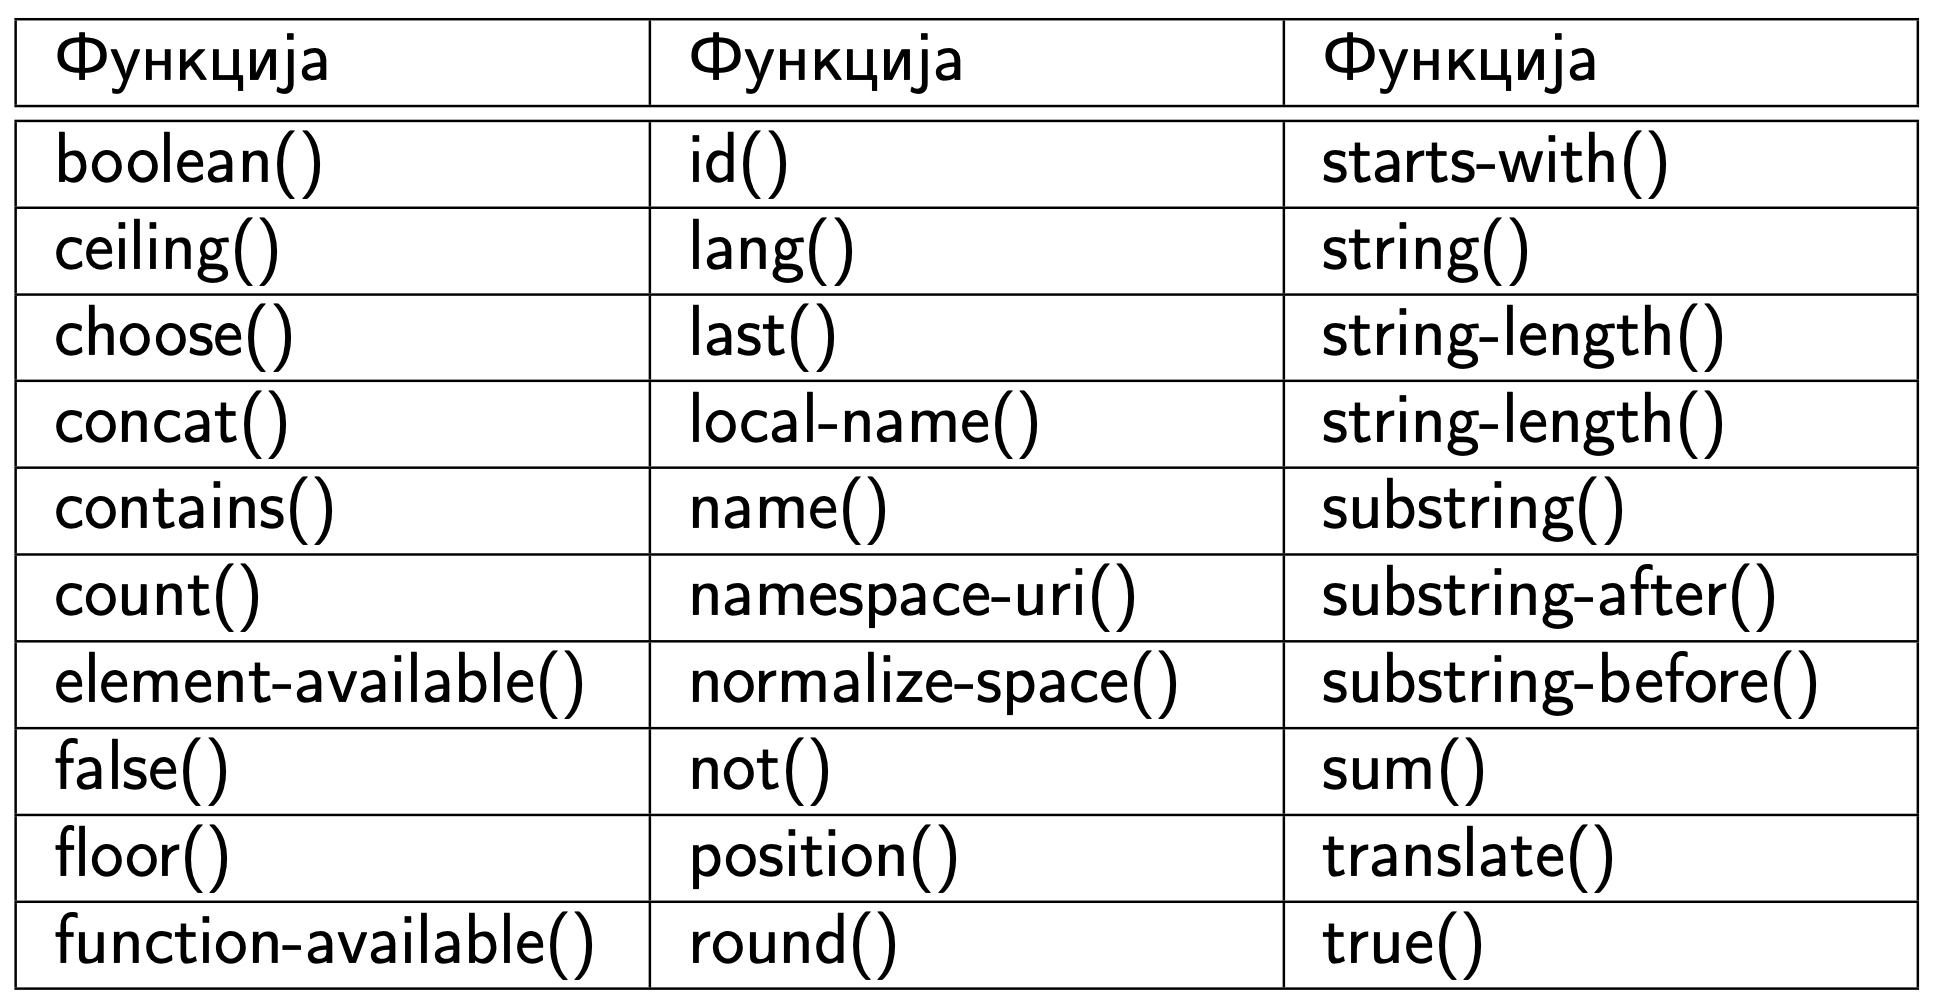 Функција Функција Функција
boolean() id() starts-with()
ceiling() lang() string()
choose() last() string-length()
concat() local-name() string-length()
contains() name() substring()
count() namespace-uri() substring-after()
element-available() normalize-space() substring-before()
false() not() sum()
floor() position() translate()
function-available() round() true()